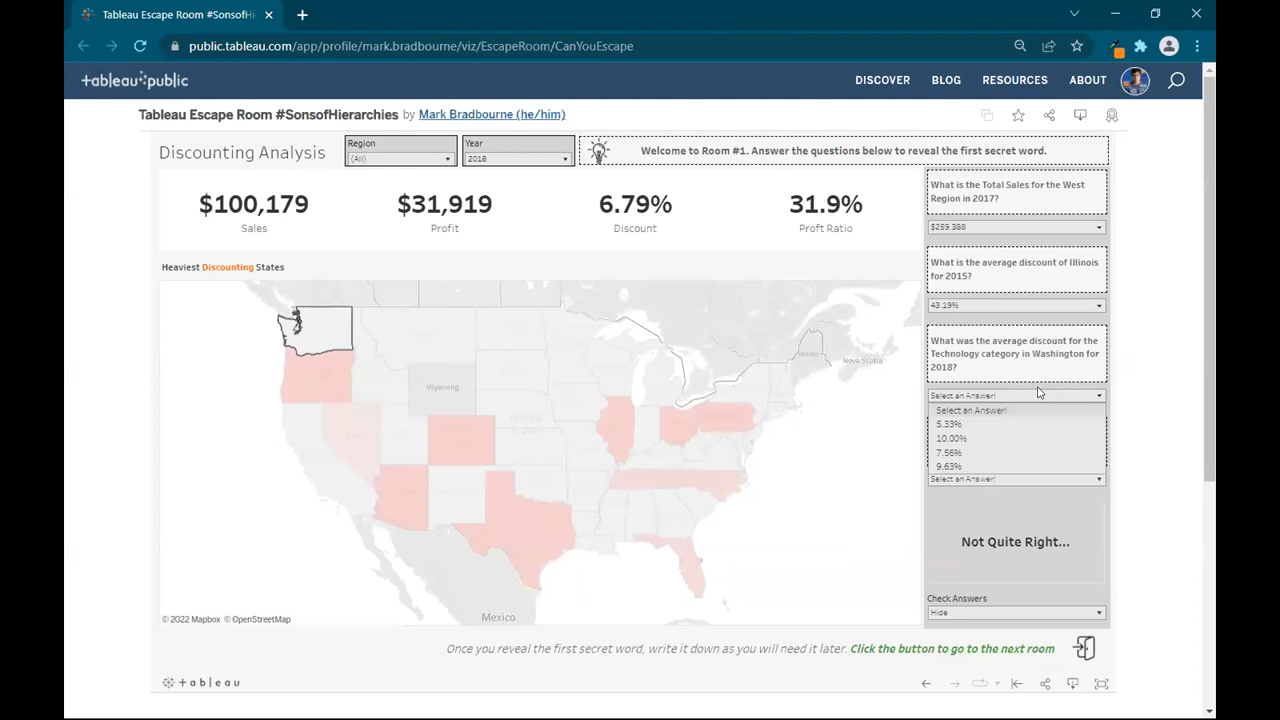 Tableau Escape Room #SonsofHi
public.tableau.com/app/profile/mark.bradbourne/viz/EscapeRoom/CanYouEscape
+ableau+public
DISCOVER BLOG RESOURCES ABOUT
Tableau Escape Room #SonsofHierarchies by Mark Bradbourne (he/him)
Discounting Analysis
Region
(All)
Year
2018
Welcome to Room #1. Answer the questions below to reveal the first secret word.
$100,179
Sales
$31,919
Profit
6.79%
Discount
31.9%
Proft Ratio
Heaviest Discounting States
Wyoming
Nevada
United
Maine
Nova Scotia
Mexico
© 2022 Mapbox © OpenStreetMap
What is the Total Sales for the West
Region in 2017?
$259,388
What is the average discount of Illinois
for 2015?
43.19%
What was the average discount for the
Technology category in Washington for
2018?
Select an Answer!
Select an Answer!
5.33%
10.00%
7.56%
9.63%
Select an Answer!
Not Quite Right...
Check Answers
Hide
Once you reveal the first secret word, write it down as you will need it later. Click the button to go to the next room
+ableau